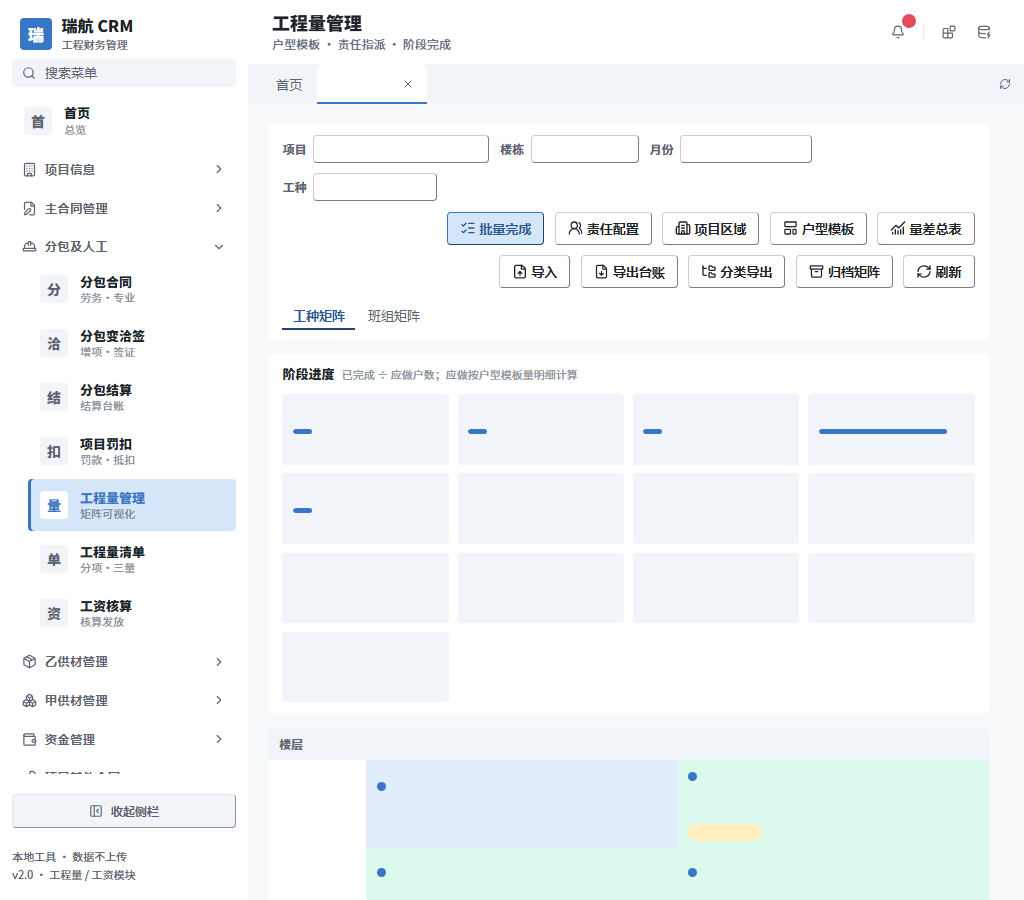 瑞
瑞航 CRM
工程财务管理
搜索菜单
首
首页
总览
项目信息
主合同管理
分包及人工
分
分包合同
劳务·专业
洽
分包变洽签
增项·签证
结
分包结算
结算台账
扣
项目罚扣
罚款·抵扣
量
工程量管理
矩阵可视化
单
工程量清单
分项·三量
资
工资核算
核算发放
乙供材管理
甲供材管理
资金管理
收起侧栏
本地工具 · 数据不上传
v2.0 · 工程量 / 工资模块
工程量管理
户型模板 · 责任指派 · 阶段完成
首页
项目
楼栋
月份
工种
批量完成
责任配置
项目区域
户型模板
量差总表
导入
导出台账
分类导出
归档矩阵
刷新
工种矩阵
班组矩阵
阶段进度 已完成 ÷ 应做户数；应做按户型模板量明细计算
楼层